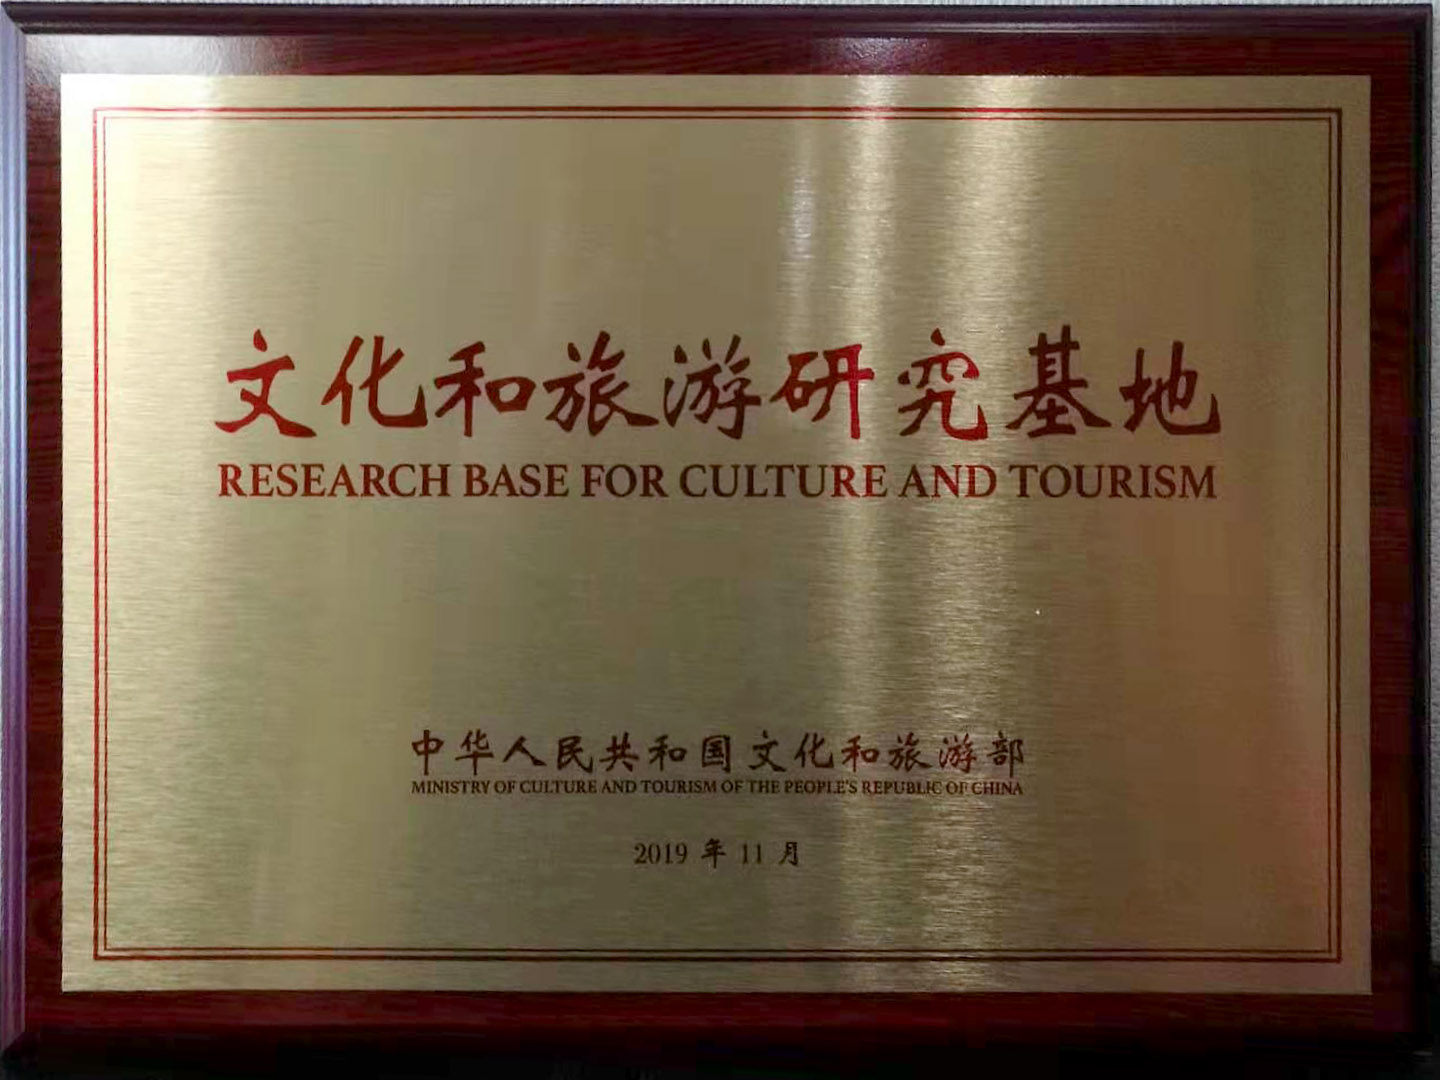 文化和旅游研究基地
RESEARCH BASE FOR CULTURE AND TOURISM
中华人民共和国文化和旅游部
MINISTRY OF CULTURE AND TOURISM OF THE PEOPLE'S REPUBLIC OF CHINA
2019 年 11 月